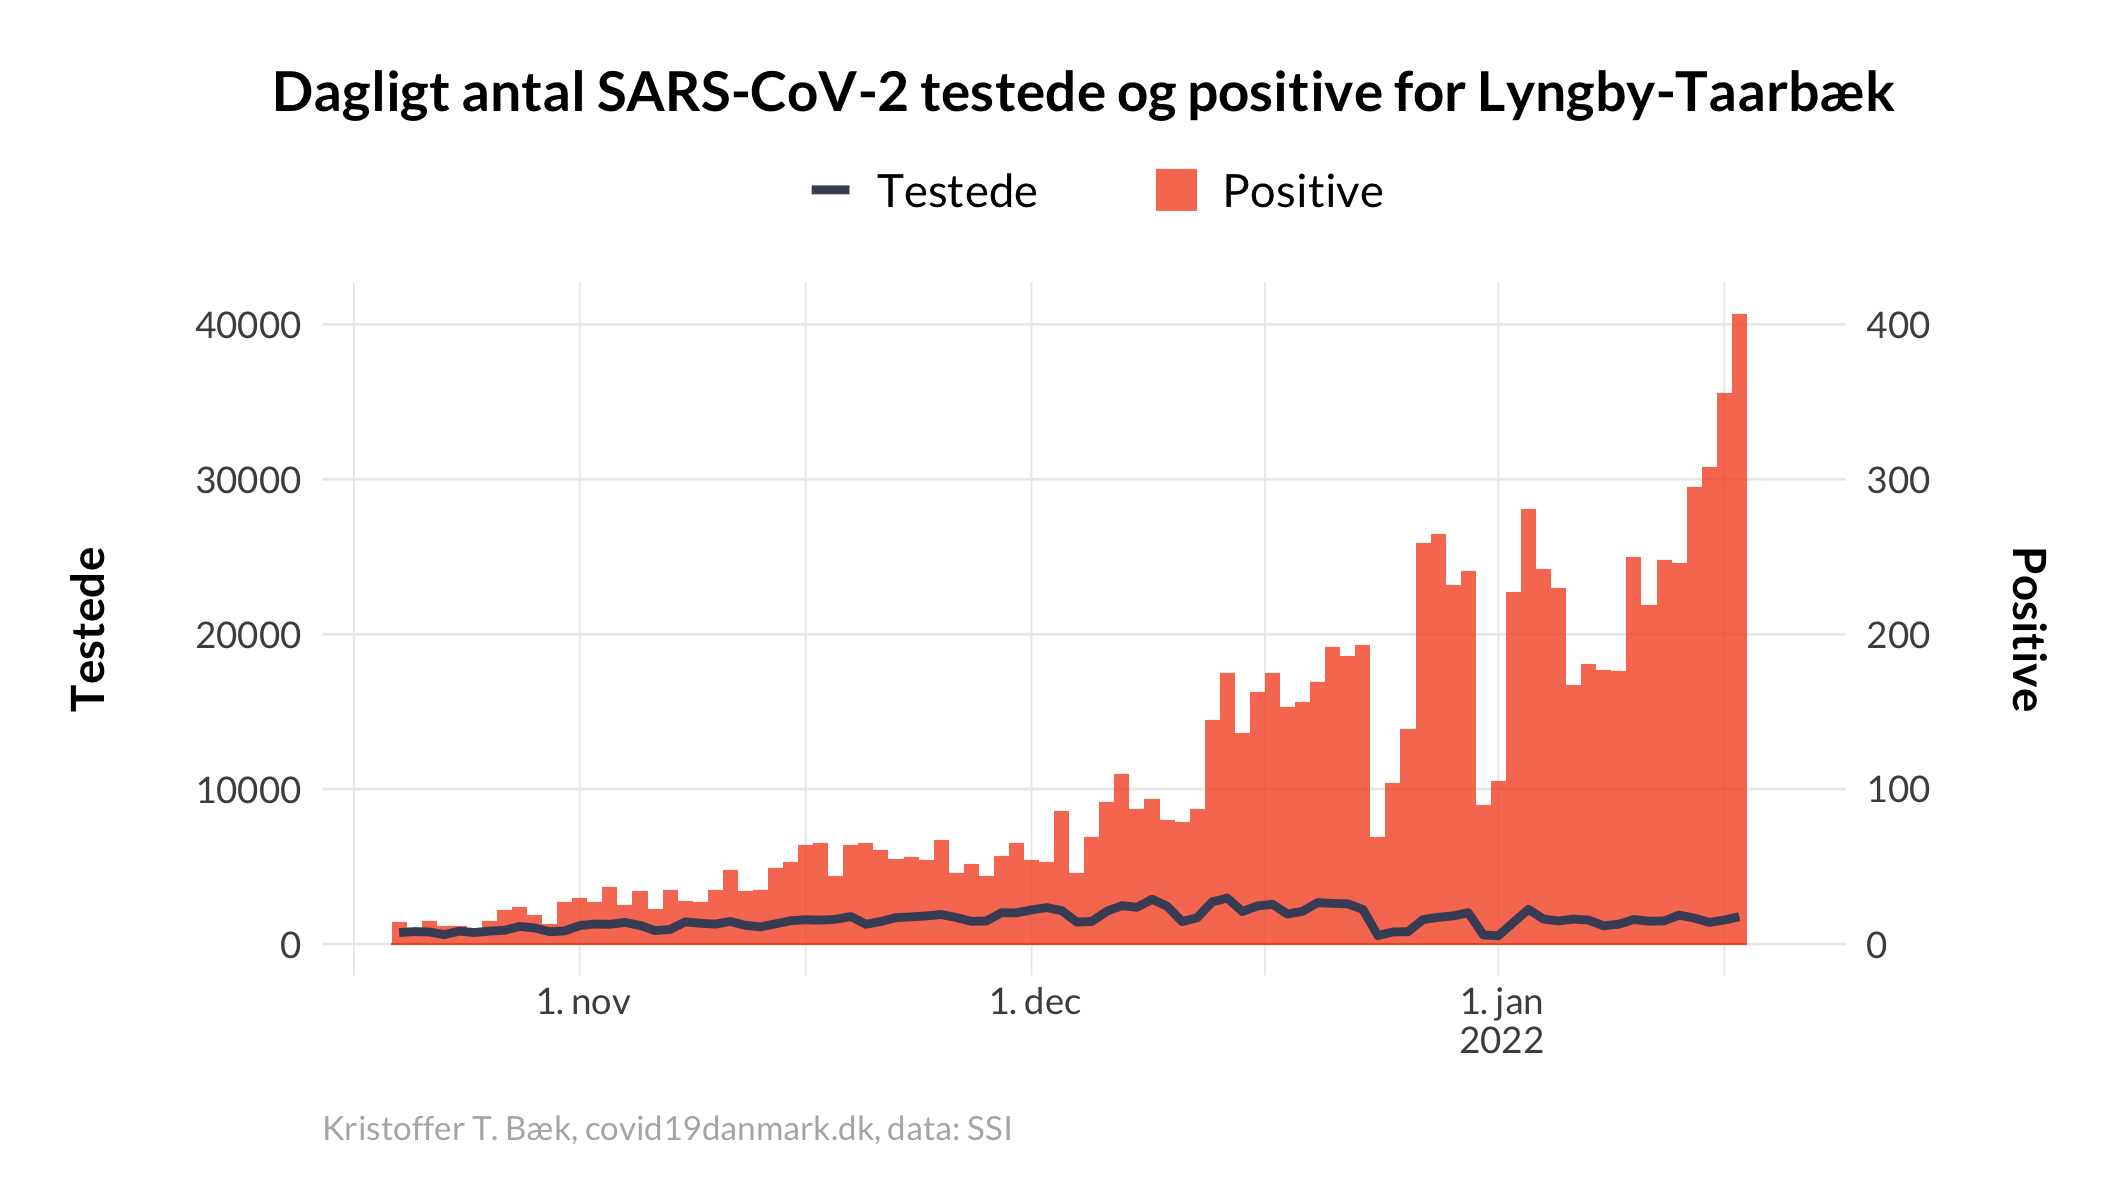 Dagligt antal SARS-CoV-2 testede og positive for Lyngby-Taarbæk
Testede
Positive
40000
30000
20000
10000
0
400
300
200
100
0
Testede
Positive
1. nov
1. dec
1. jan
2022
Kristoffer T. Bæk, covid19danmark.dk, data: SSI